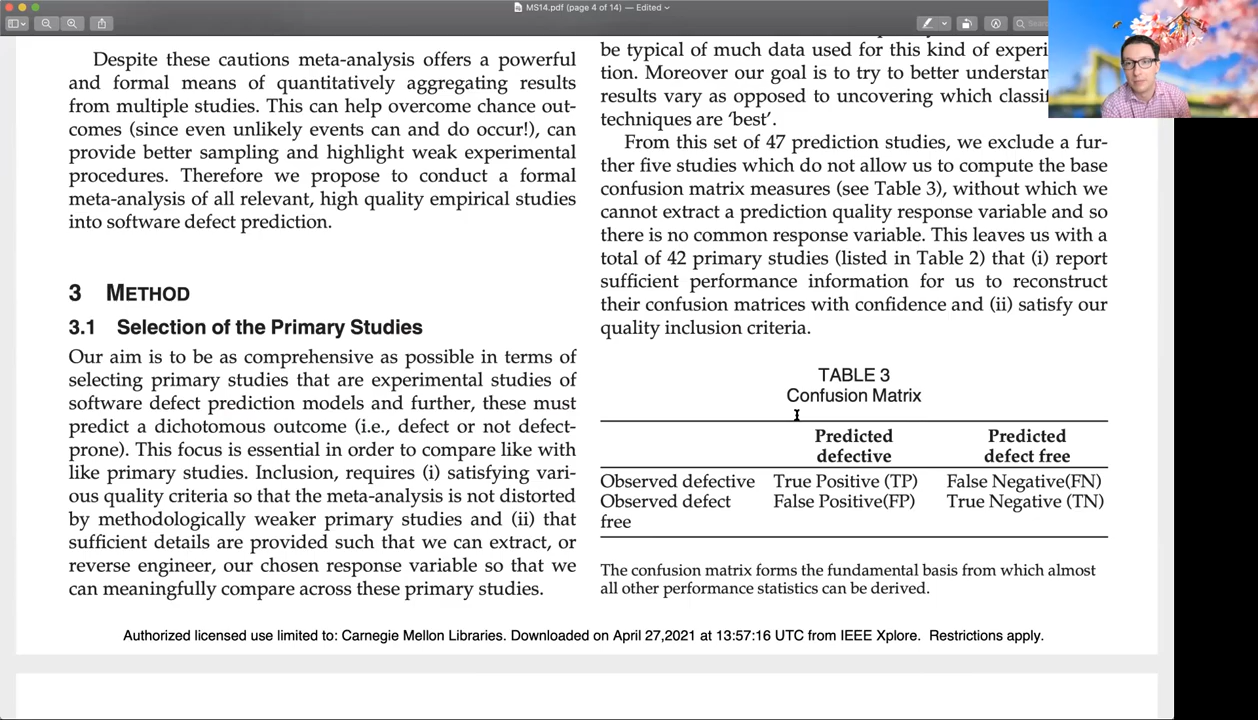 MS14.pdf (page 4 of 14) — Edited
Despite these cautions meta-analysis offers a powerful
and formal means of quantitatively aggregating results
from multiple studies. This can help overcome chance out-
comes (since even unlikely events can and do occur!), can
provide better sampling and highlight weak experimental
procedures. Therefore we propose to conduct a formal
meta-analysis of all relevant, high quality empirical studies
into software defect prediction.
3 METHOD
3.1 Selection of the Primary Studies
Our aim is to be as comprehensive as possible in terms of
selecting primary studies that are experimental studies of
software defect prediction models and further, these must
predict a dichotomous outcome (i.e., defect or not defect-
prone). This focus is essential in order to compare like with
like primary studies. Inclusion, requires (i) satisfying vari-
ous quality criteria so that the meta-analysis is not distorted
by methodologically weaker primary studies and (ii) that
sufficient details are provided such that we can extract, or
reverse engineer, our chosen response variable so that we
can meaningfully compare across these primary studies.
be typical of much data used for this kind of experi
tion. Moreover our goal is to try to better understan
results vary as opposed to uncovering which classif
techniques are ‘best’.
From this set of 47 prediction studies, we exclude a fur-
ther five studies which do not allow us to compute the base
confusion matrix measures (see Table 3), without which we
cannot extract a prediction quality response variable and so
there is no common response variable. This leaves us with a
total of 42 primary studies (listed in Table 2) that (i) report
sufficient performance information for us to reconstruct
their confusion matrices with confidence and (ii) satisfy our
quality inclusion criteria.
TABLE 3
Confusion Matrix
Predicted defective Predicted defect free
Observed defective True Positive (TP) False Negative(FN)
Observed defect free False Positive(FP) True Negative (TN)
The confusion matrix forms the fundamental basis from which almost
all other performance statistics can be derived.
Authorized licensed use limited to: Carnegie Mellon Libraries. Downloaded on April 27,2021 at 13:57:16 UTC from IEEE Xplore. Restrictions apply.